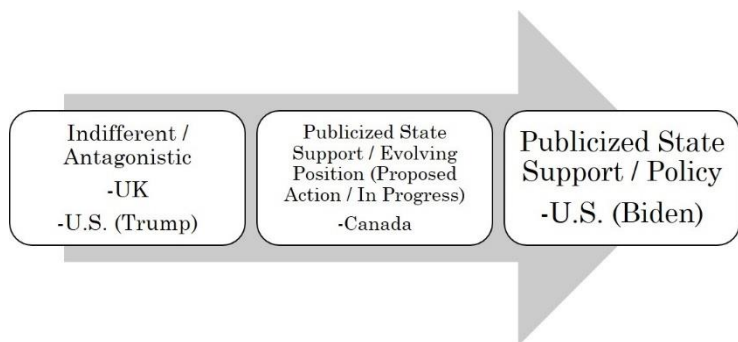 Indifferent /
Antagonistic
-UK
-U.S. (Trump)
Publicized State
Support / Evolving
Position (Proposed
Action / In Progress)
-Canada
Publicized State
Support / Policy
-U.S. (Biden)